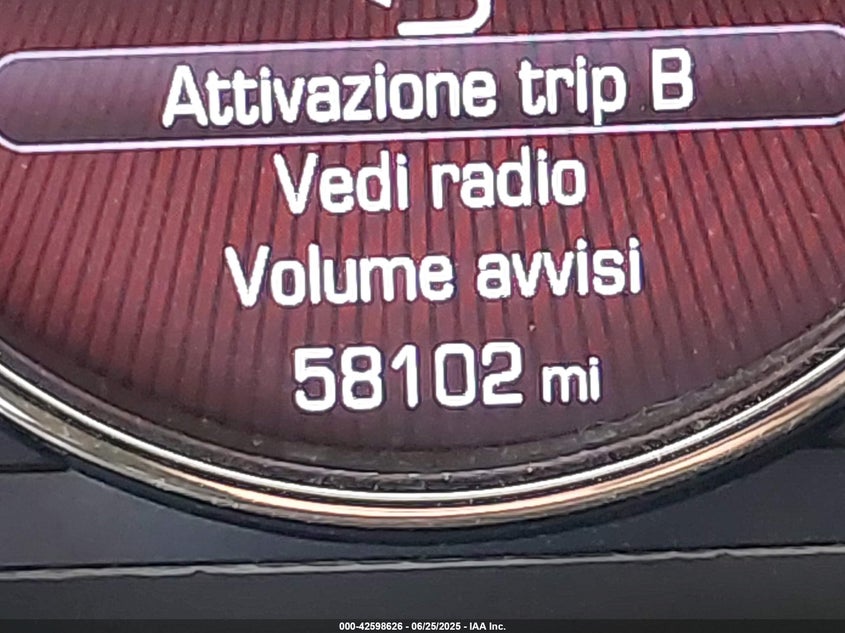 Attivazione trip B
Vedi radio
Volume avvisi
58102 mi
000-42598626 - 06/25/2025 - IAA Inc.